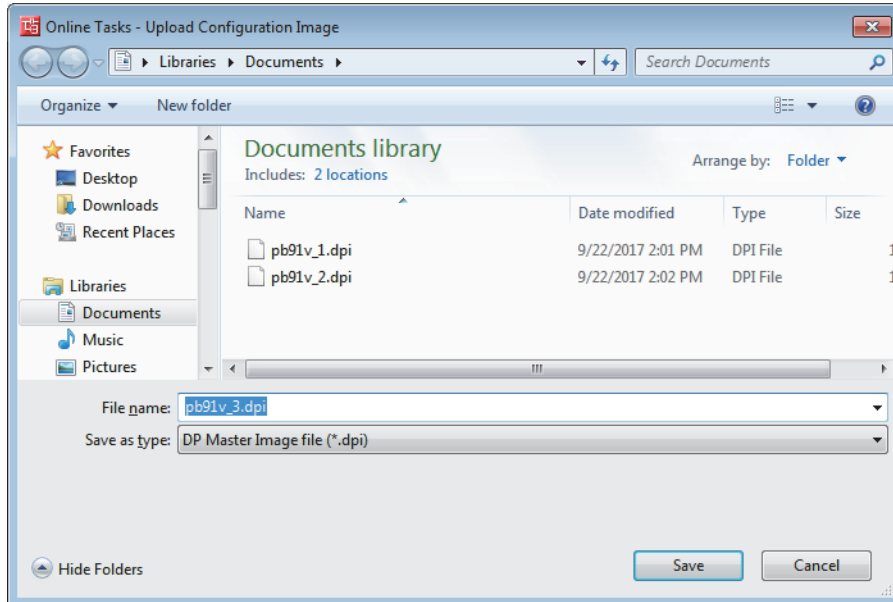 Online Tasks - Upload Configuration Image
Libraries Documents
Search Documents
Organize New folder
Favorites
Desktop
Downloads
Recent Places
Libraries
Documents
Music
Pictures
Documents library
Includes: 2 locations
Arrange by: Folder
Name Date modified Type Size
pb91v_1.dpi 9/22/2017 2:01 PM DPI File 1
pb91v_2.dpi 9/22/2017 2:02 PM DPI File 1
File name: pb91v_3.dpi
Save as type: DP Master Image file (*.dpi)
Hide Folders
Save Cancel